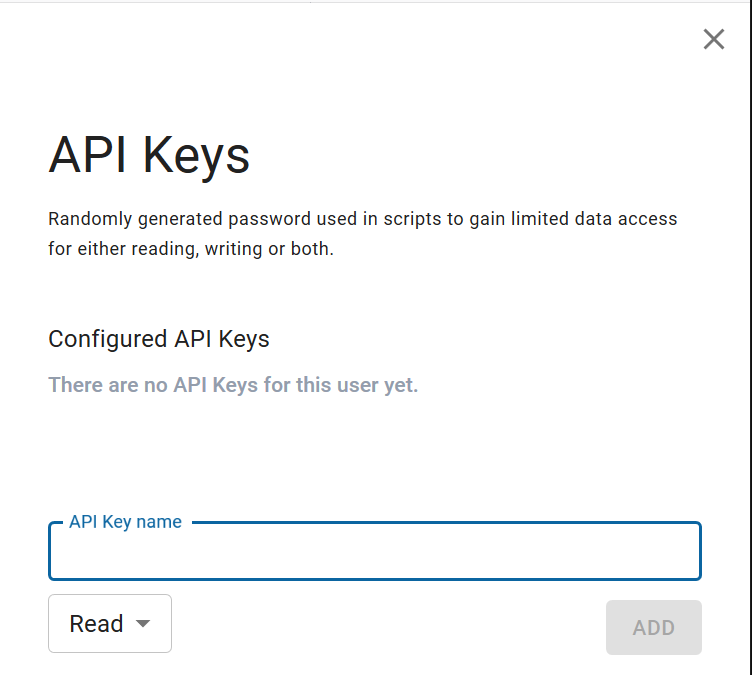 API Keys
Randomly generated password used in scripts to gain limited data access
for either reading, writing or both.
Configured API Keys
There are no API Keys for this user yet.
API Key name
Read
ADD